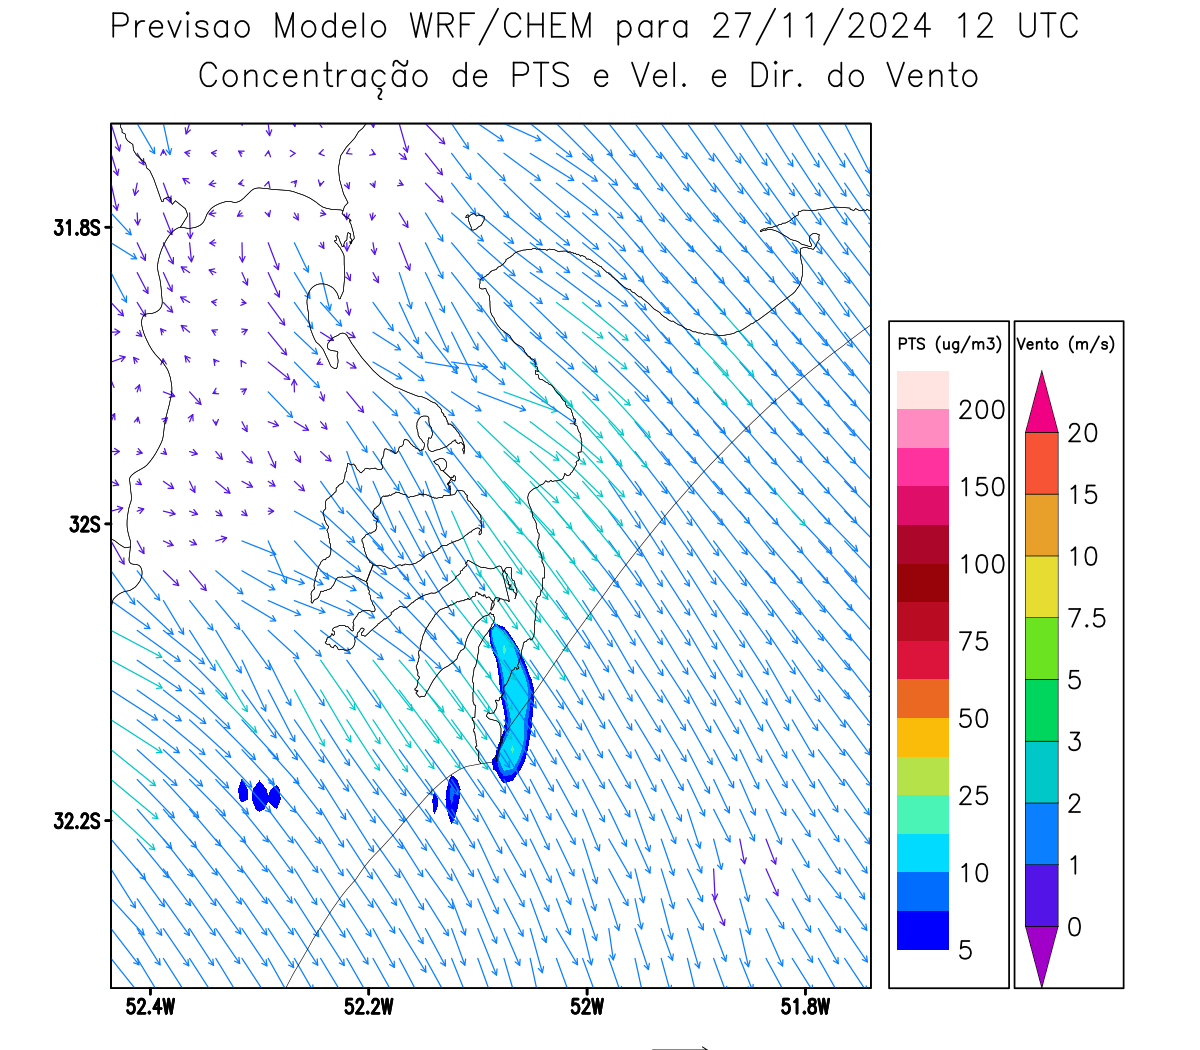 Previsao Modelo WRF/CHEM para 27/11/2024 12 UTC
Concentração de PTS e Vel. e Dir. do Vento
31.8S
32S
32.2S
52.4W
52.2W
52W
51.8W
PTS (ug/m3)
200
150
100
75
50
25
10
5
Vento (m/s)
20
15
10
7.5
5
3
2
1
0